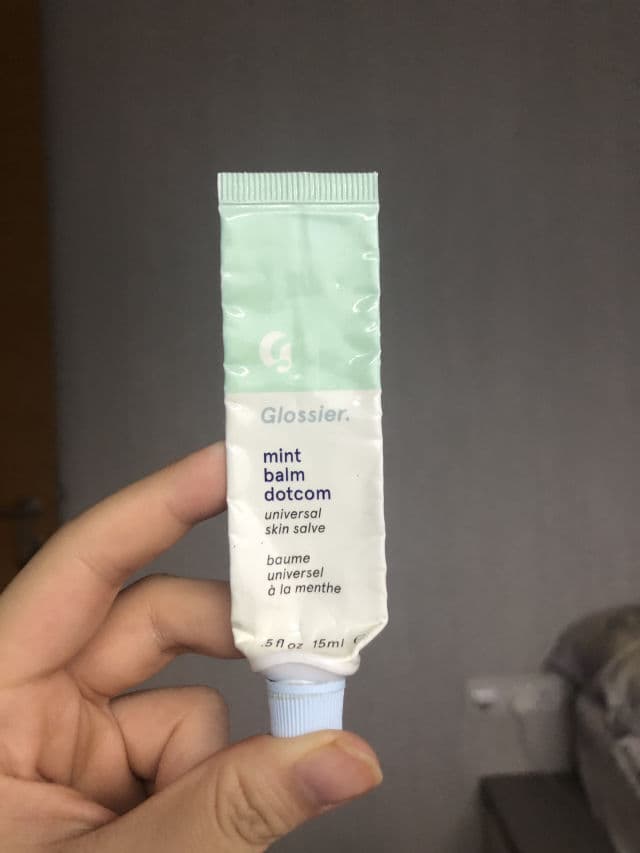 G
Glossier.
mint
balm
dotcom
universal
skin salve
baume
universel
à la menthe
.5 fl oz 15ml